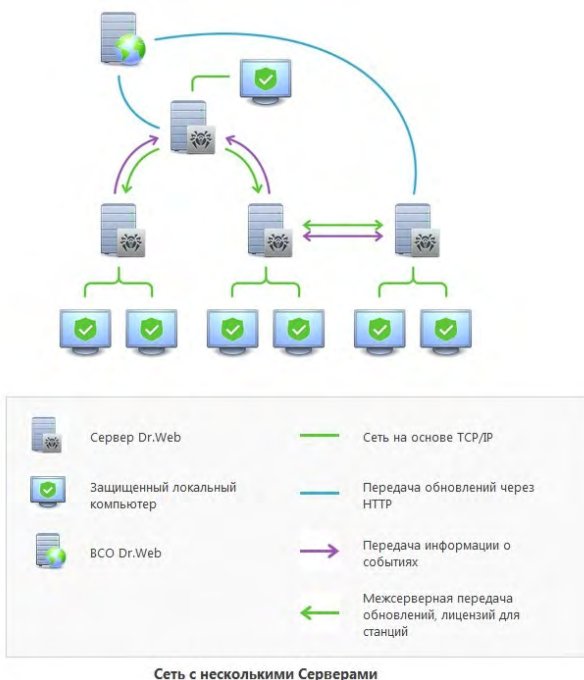 Сервер Dr.Web
Сеть на основе TCP/IP
Защищенный локальный
компьютер
Передача обновлений через
HTTP
ВСО Dr.Web
Передача информации о
событиях
Межсерверная передача
обновлений, лицензий для
станций
Сеть с несколькими Серверами